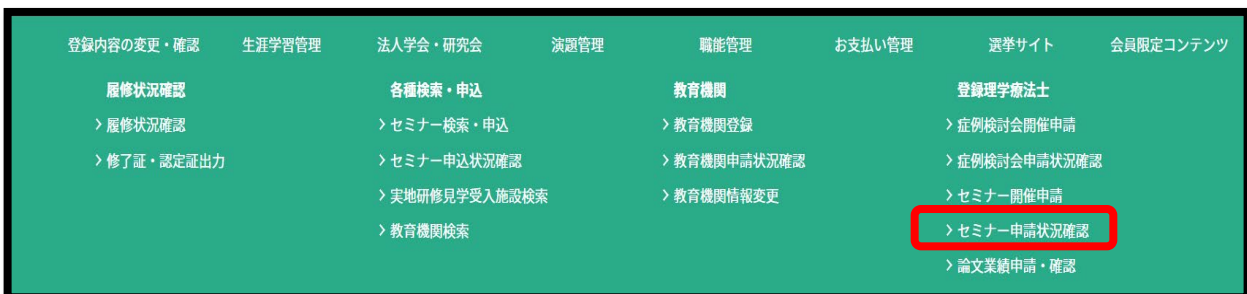 登録内容の変更・確認 生涯学習管理 法人学会・研究会 演題管理 職能管理 お支払い管理 選挙サイト 会員限定コンテンツ
履修状況確認
> 履修状況確認
> 修了証・認定証出力
各種検索・申込
> セミナー検索・申込
> セミナー申込状況確認
> 実地研修見学受入施設検索
> 教育機関検索
教育機関
> 教育機関登録
> 教育機関申請状況確認
> 教育機関情報変更
登録理学療法士
> 症例検討会開催申請
> 症例検討会申請状況確認
> セミナー開催申請
> セミナー申請状況確認
> 論文業績申請・確認